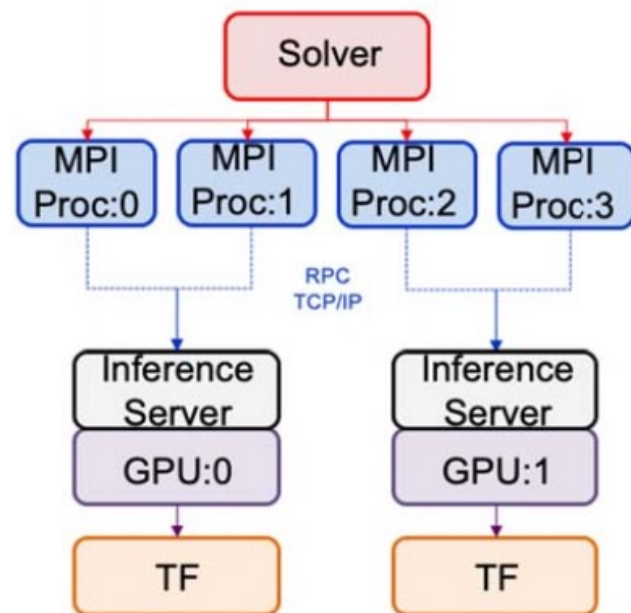 Solver
MPI
Proc:0
MPI
Proc:1
MPI
Proc:2
MPI
Proc:3
RPC
TCP/IP
Inference
Server
GPU:0
TF
Inference
Server
GPU:1
TF